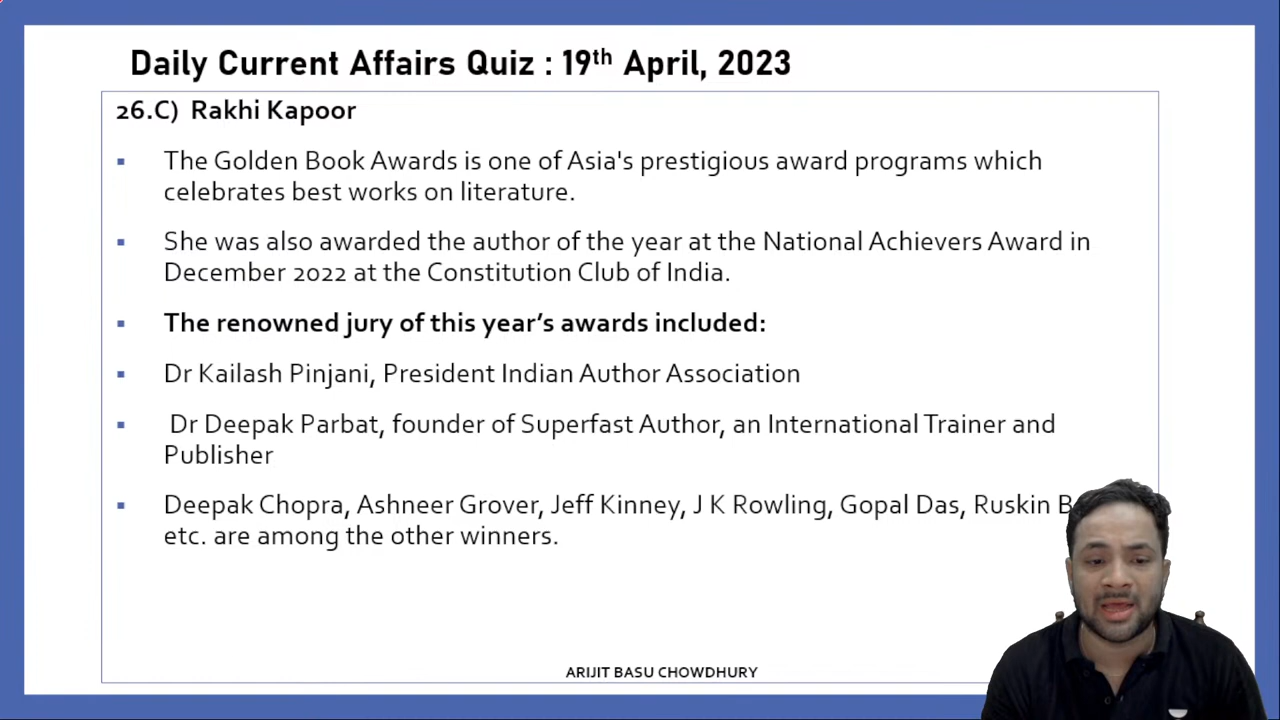 Daily Current Affairs Quiz : 19th April, 2023
26.C) Rakhi Kapoor
▪ The Golden Book Awards is one of Asia's prestigious award programs which
celebrates best works on literature.
▪ She was also awarded the author of the year at the National Achievers Award in
December 2022 at the Constitution Club of India.
▪ The renowned jury of this year’s awards included:
▪ Dr Kailash Pinjani, President Indian Author Association
▪ Dr Deepak Parbat, founder of Superfast Author, an International Trainer and
Publisher
▪ Deepak Chopra, Ashneer Grover, Jeff Kinney, J K Rowling, Gopal Das, Ruskin
etc. are among the other winners.
ARIJIT BASU CHOWDHURY